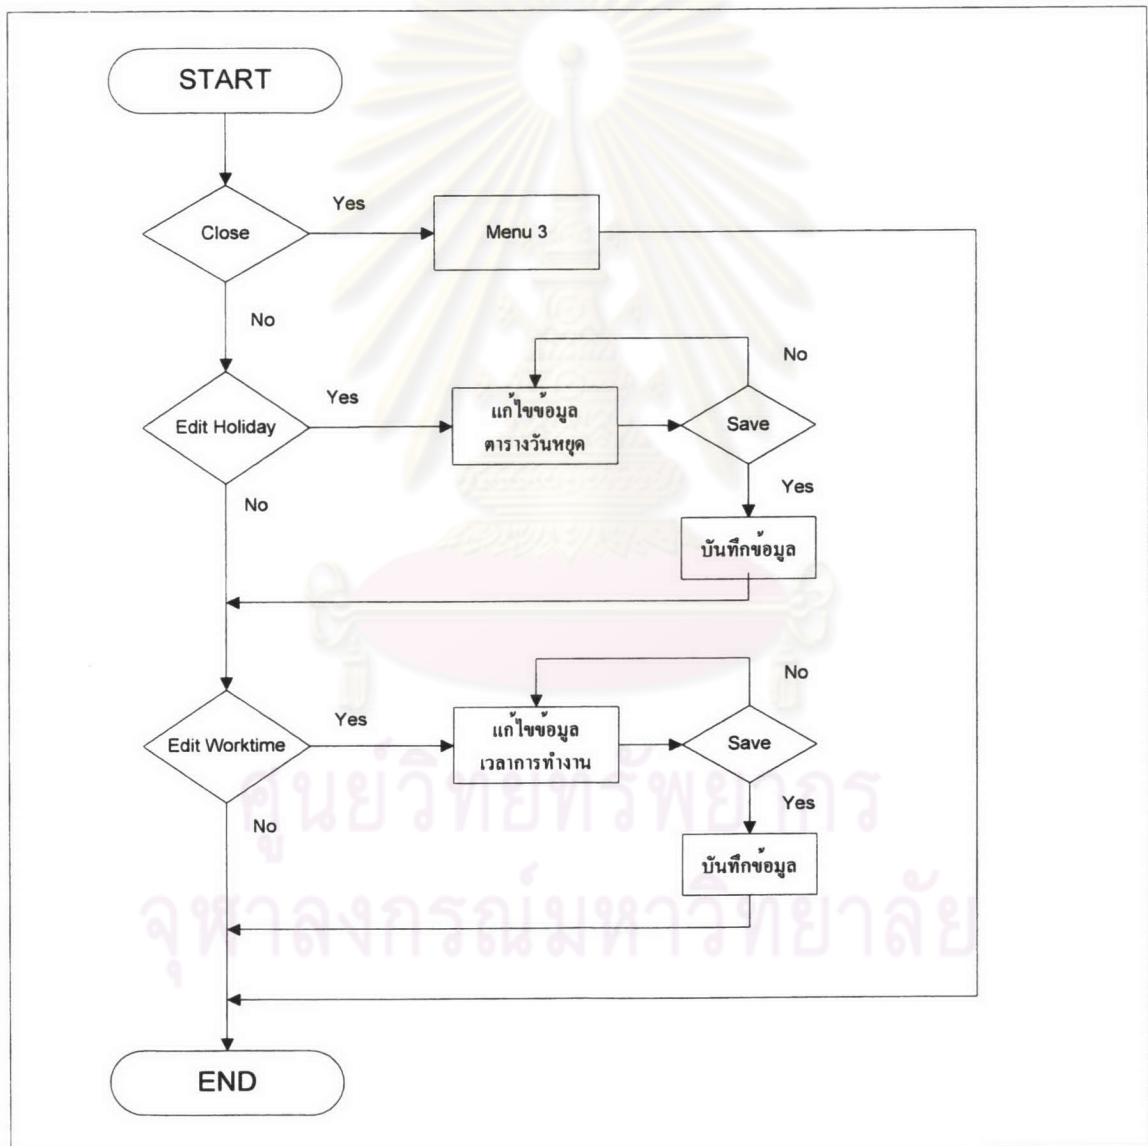 START
Close
Yes
Menu 3
No
Edit Holiday
Yes
แก้ไขข้อมูล
ตารางวันหยุด
No
Save
Yes
No
บันทึกข้อมูล
Edit Worktime
Yes
แก้ไขข้อมูล
เวลาการทำงาน
No
Save
Yes
No
บันทึกข้อมูล
END
ศูนย์วิทยทรัพยากร
จุฬาลงกรณ์มหาวิทยาลัย